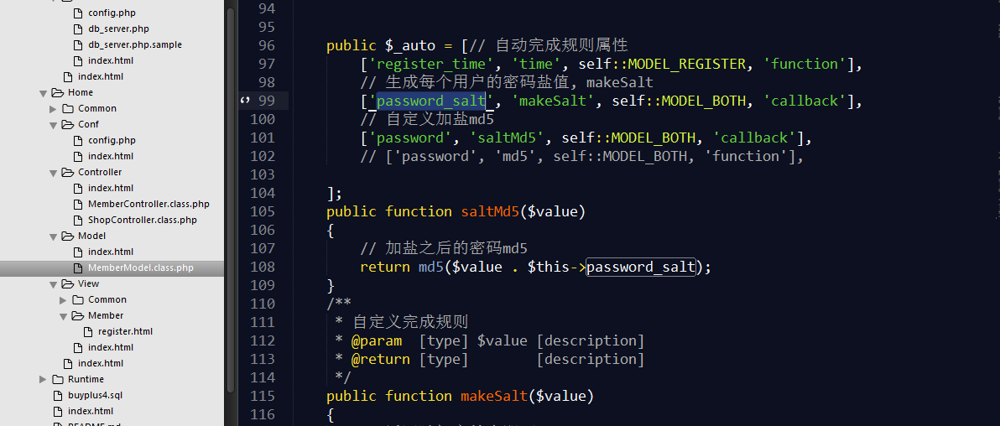 config.php
db_server.php
db_server.php.sample
index.html
index.html
Home
Common
Conf
config.php
index.html
Controller
index.html
MemberController.class.php
ShopController.class.php
Model
index.html
MemberModel.class.php
View
Common
Member
register.html
index.html
index.html
Runtime
buyplus4.sql
index.html
README.md
94
95
96 public $_auto = [// 自动完成规则属性
97 ['register_time', 'time', self::MODEL_REGISTER, 'function'],
98 // 生成每个用户的密码盐值, makeSalt
99 ['password_salt', 'makeSalt', self::MODEL_BOTH, 'callback'],
100 // 自定义加盐md5
101 ['password', 'saltMd5', self::MODEL_BOTH, 'callback'],
102 // ['password', 'md5', self::MODEL_BOTH, 'function'],
103
104 ];
105 public function saltMd5($value)
106 {
107 // 加盐之后的密码md5
108 return md5($value . $this->password_salt);
109 }
110 /**
111 * 自定义完成规则
112 * @param [type] $value [description]
113 * @return [type] [description]
114 */
115 public function makeSalt($value)
116 {